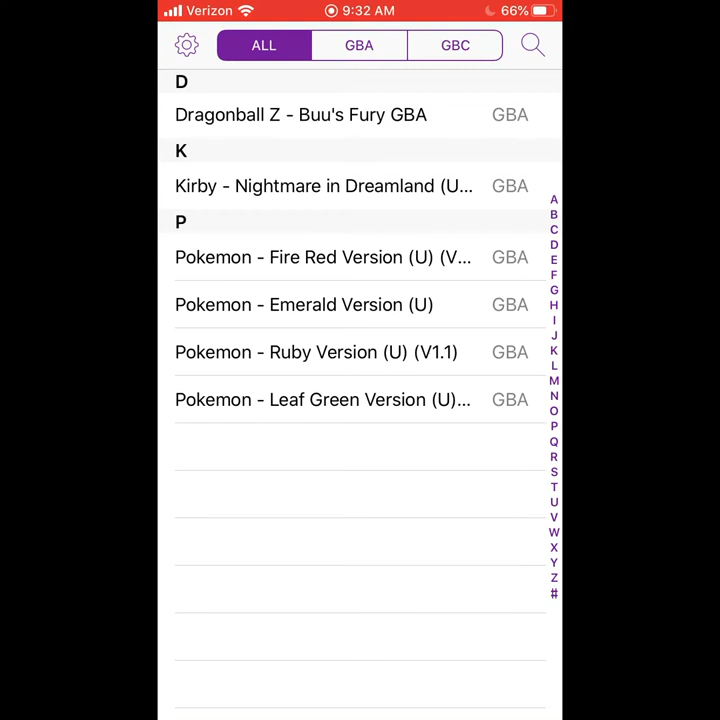 Verizon 9:32 AM 66%
ALL GBA GBC
D
Dragonball Z - Buu's Fury GBA GBA
K
Kirby - Nightmare in Dreamland (U... GBA
P
Pokemon - Fire Red Version (U) (V... GBA
Pokemon - Emerald Version (U) GBA
Pokemon - Ruby Version (U) (V1.1) GBA
Pokemon - Leaf Green Version (U)... GBA
A
B
C
D
E
F
G
H
I
J
K
L
M
N
O
P
Q
R
S
T
U
V
W
X
Y
Z
#